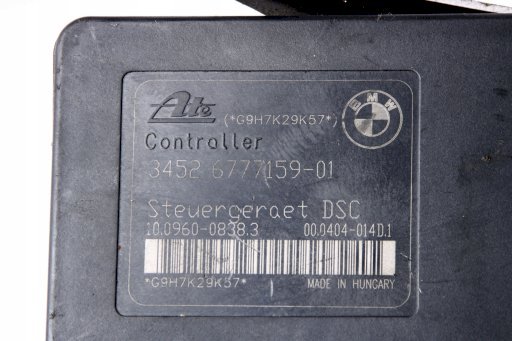 Ate (*G9H7K29K57*) BMW
Controller
3452 6777159-01
Steuergeraet DSC
10.0960-0838.3 00.0404-014D.1
*G9H7K29K57* MADE IN HUNGARY